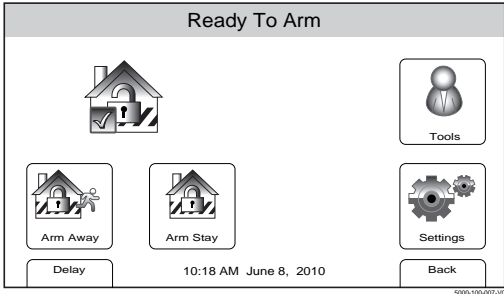 Ready To Arm
Tools
Arm Away
Arm Stay
Settings
Delay
10:18 AM June 8, 2010
Back
5000-100-007-V0